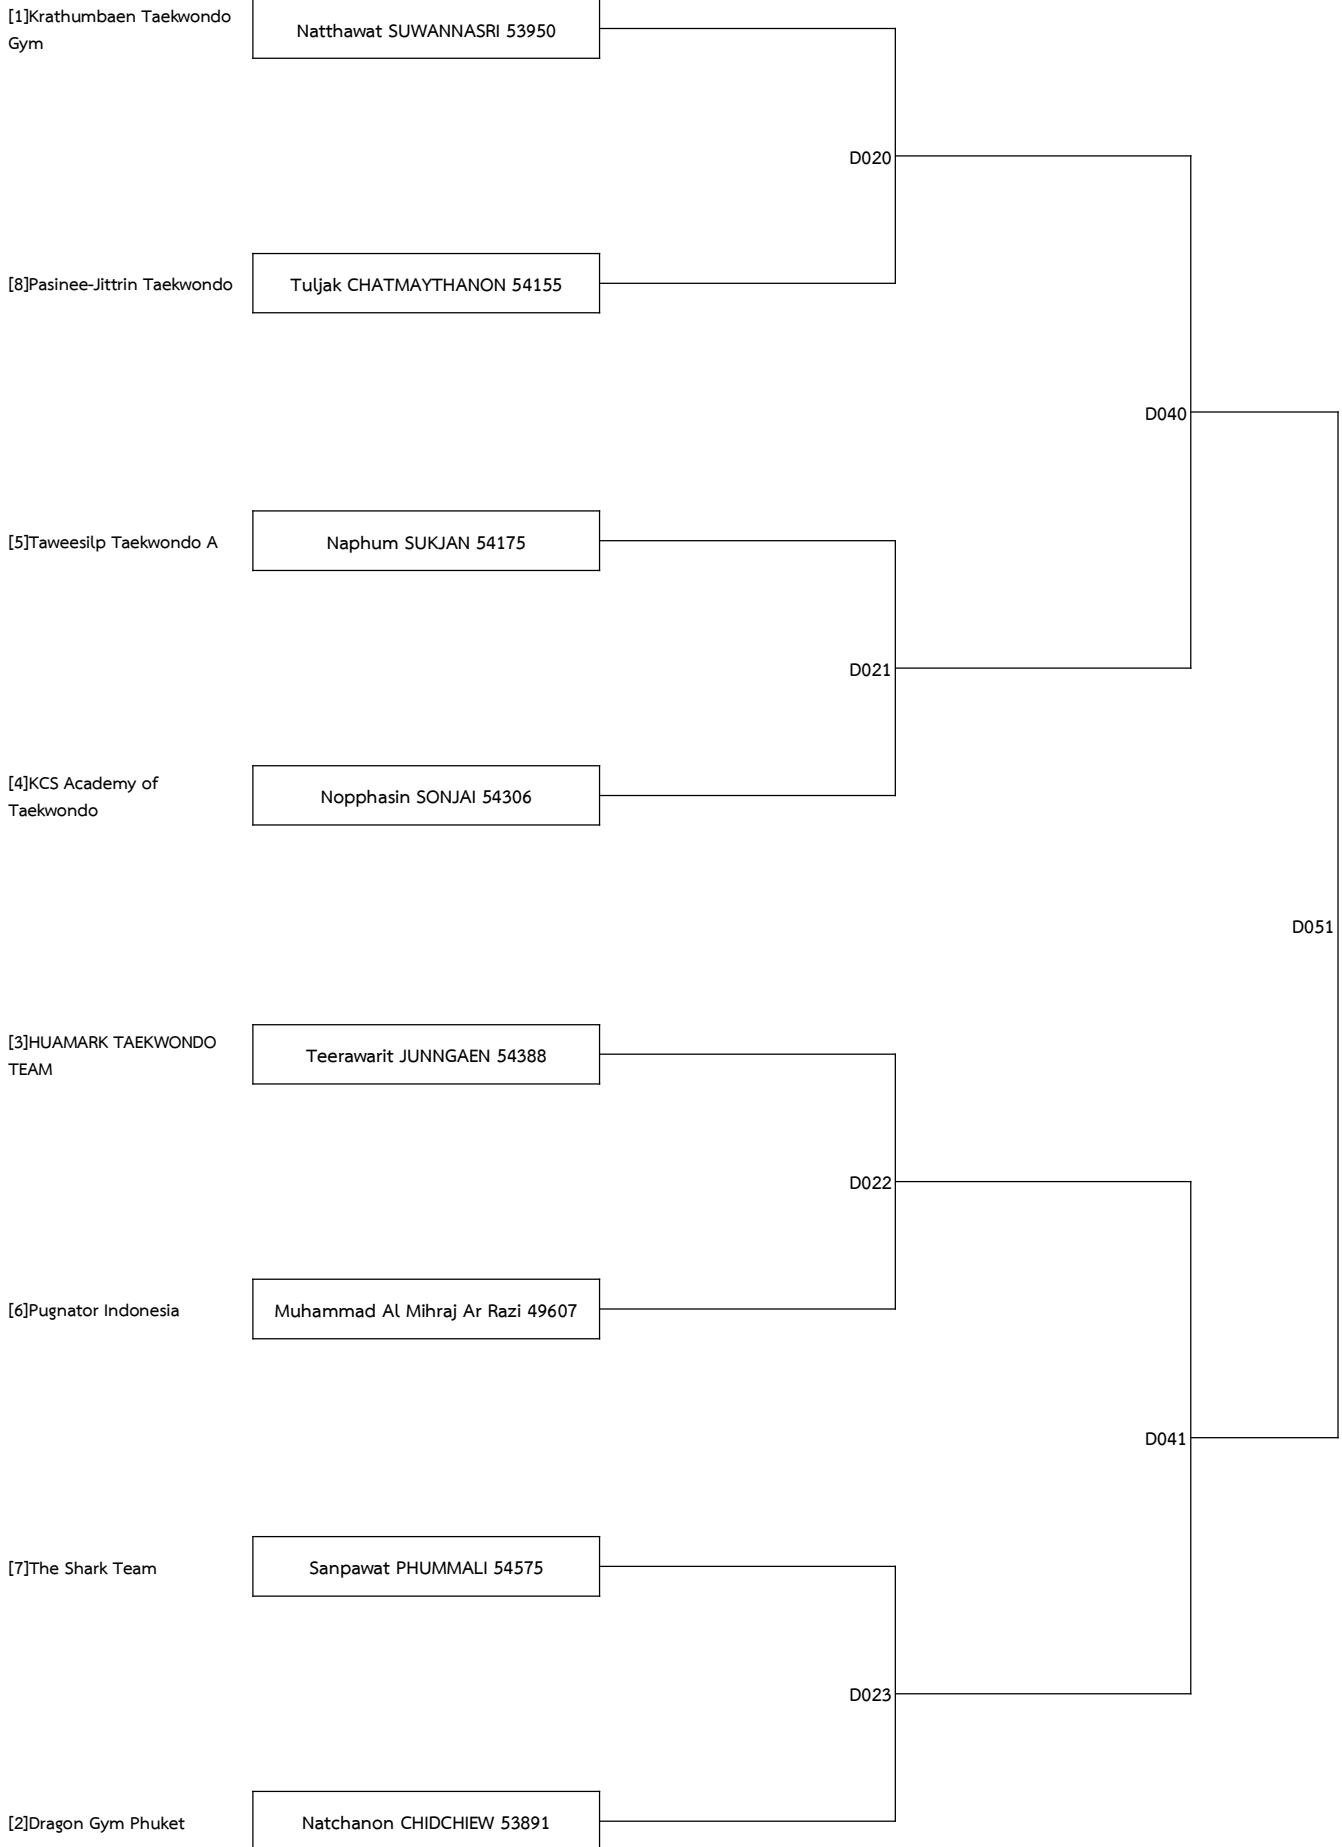 [1]Krathumbaen Taekwondo
Gym
Natthawat SUWANNASRI 53950
D020
[8]Pasinee-Jittrin Taekwondo
Tuljak CHATMAYTHANON 54155
D040
[5]Taweesilp Taekwondo A
Naphum SUKJAN 54175
D021
[4]KCS Academy of
Taekwondo
Nopphasin SONJAI 54306
D051
[3]HUAMARK TAEKWONDO
TEAM
Teerawarit JUNNGAEN 54388
D022
[6]Pugnator Indonesia
Muhammad Al Mihraj Ar Razi 49607
D041
[7]The Shark Team
Sanpawat PHUMMALI 54575
D023
[2]Dragon Gym Phuket
Natchanon CHIDCHIEW 53891